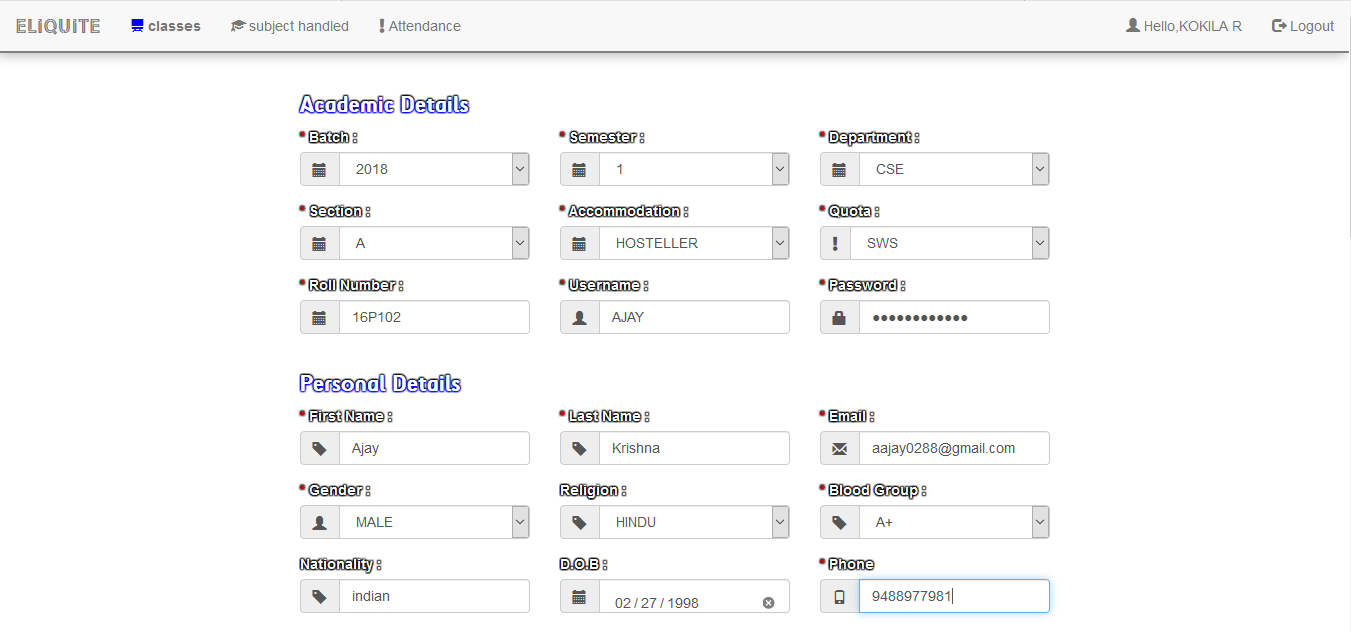 ELiQUiTE classes subject handled Attendance Hello,KOKILA R Logout
Academic Details
* Batch : * Semester : * Department :
2018 1 CSE
* Section : * Accommodation : * Quota :
A HOSTELLER SWS
* Roll Number : * Username : * Password :
16P102 AJAY ●●●●●●●●●●●●
Personal Details
* First Name : * Last Name : * Email :
Ajay Krishna aajay0288@gmail.com
* Gender : Religion : * Blood Group :
MALE HINDU A+
Nationality : D.O.B : * Phone
indian 02 / 27 / 1998 9488977981